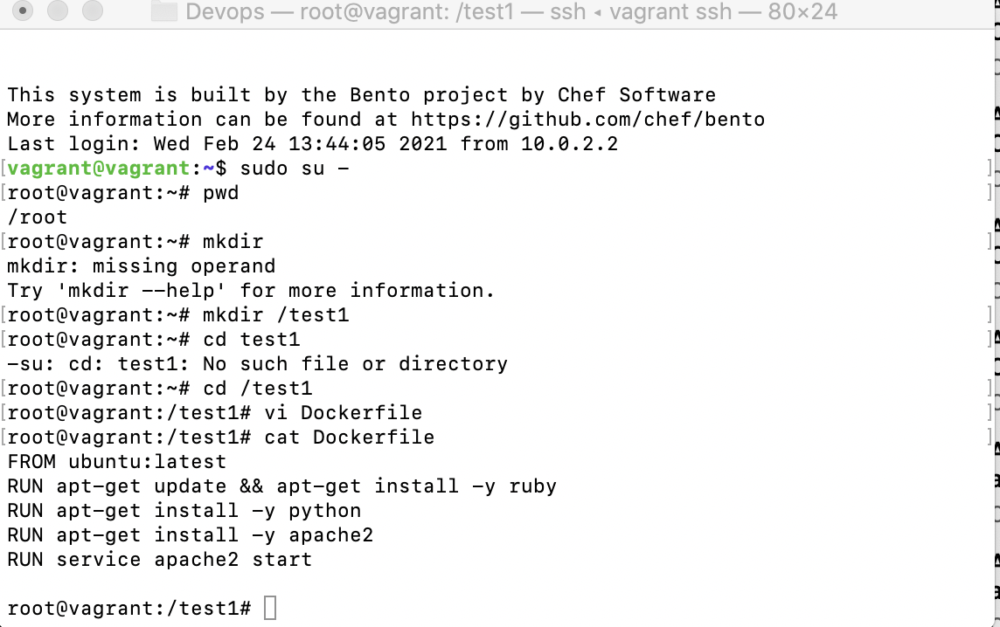 Devops — root@vagrant: /test1 — ssh ◂ vagrant ssh — 80×24
This system is built by the Bento project by Chef Software
More information can be found at https://github.com/chef/bento
Last login: Wed Feb 24 13:44:05 2021 from 10.0.2.2
[vagrant@vagrant:~$ sudo su - ]
[root@vagrant:~# pwd ]
/root
[root@vagrant:~# mkdir ]
mkdir: missing operand
Try 'mkdir --help' for more information.
[root@vagrant:~# mkdir /test1 ]
[root@vagrant:~# cd test1 ]
-su: cd: test1: No such file or directory
[root@vagrant:~# cd /test1 ]
[root@vagrant:/test1# vi Dockerfile ]
[root@vagrant:/test1# cat Dockerfile ]
FROM ubuntu:latest
RUN apt-get update && apt-get install -y ruby
RUN apt-get install -y python
RUN apt-get install -y apache2
RUN service apache2 start
root@vagrant:/test1#